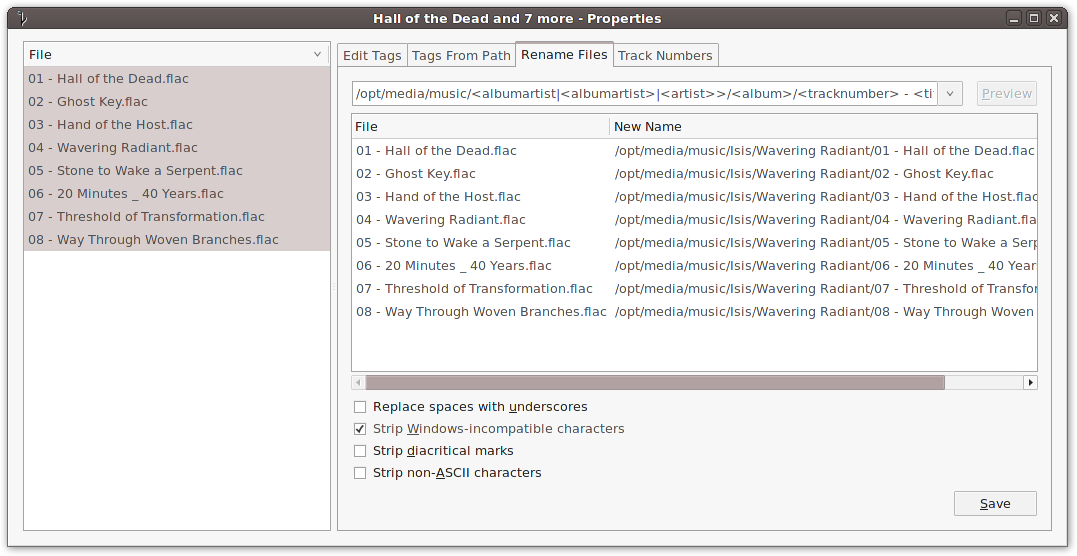 Hall of the Dead and 7 more - Properties
File
01 - Hall of the Dead.flac
02 - Ghost Key.flac
03 - Hand of the Host.flac
04 - Wavering Radiant.flac
05 - Stone to Wake a Serpent.flac
06 - 20 Minutes _ 40 Years.flac
07 - Threshold of Transformation.flac
08 - Way Through Woven Branches.flac
Edit Tags Tags From Path Rename Files Track Numbers
/opt/media/music/<albumartist|<albumartist>|<artist>>/<album>/<tracknumber> - <ti Preview
File New Name
01 - Hall of the Dead.flac /opt/media/music/Isis/Wavering Radiant/01 - Hall of the Dead.flac
02 - Ghost Key.flac /opt/media/music/Isis/Wavering Radiant/02 - Ghost Key.flac
03 - Hand of the Host.flac /opt/media/music/Isis/Wavering Radiant/03 - Hand of the Host.flac
04 - Wavering Radiant.flac /opt/media/music/Isis/Wavering Radiant/04 - Wavering Radiant.fla
05 - Stone to Wake a Serpent.flac /opt/media/music/Isis/Wavering Radiant/05 - Stone to Wake a Serp
06 - 20 Minutes _ 40 Years.flac /opt/media/music/Isis/Wavering Radiant/06 - 20 Minutes _ 40 Year
07 - Threshold of Transformation.flac /opt/media/music/Isis/Wavering Radiant/07 - Threshold of Transfor
08 - Way Through Woven Branches.flac /opt/media/music/Isis/Wavering Radiant/08 - Way Through Woven
Replace spaces with underscores
Strip Windows-incompatible characters
Strip diacritical marks
Strip non-ASCII characters
Save